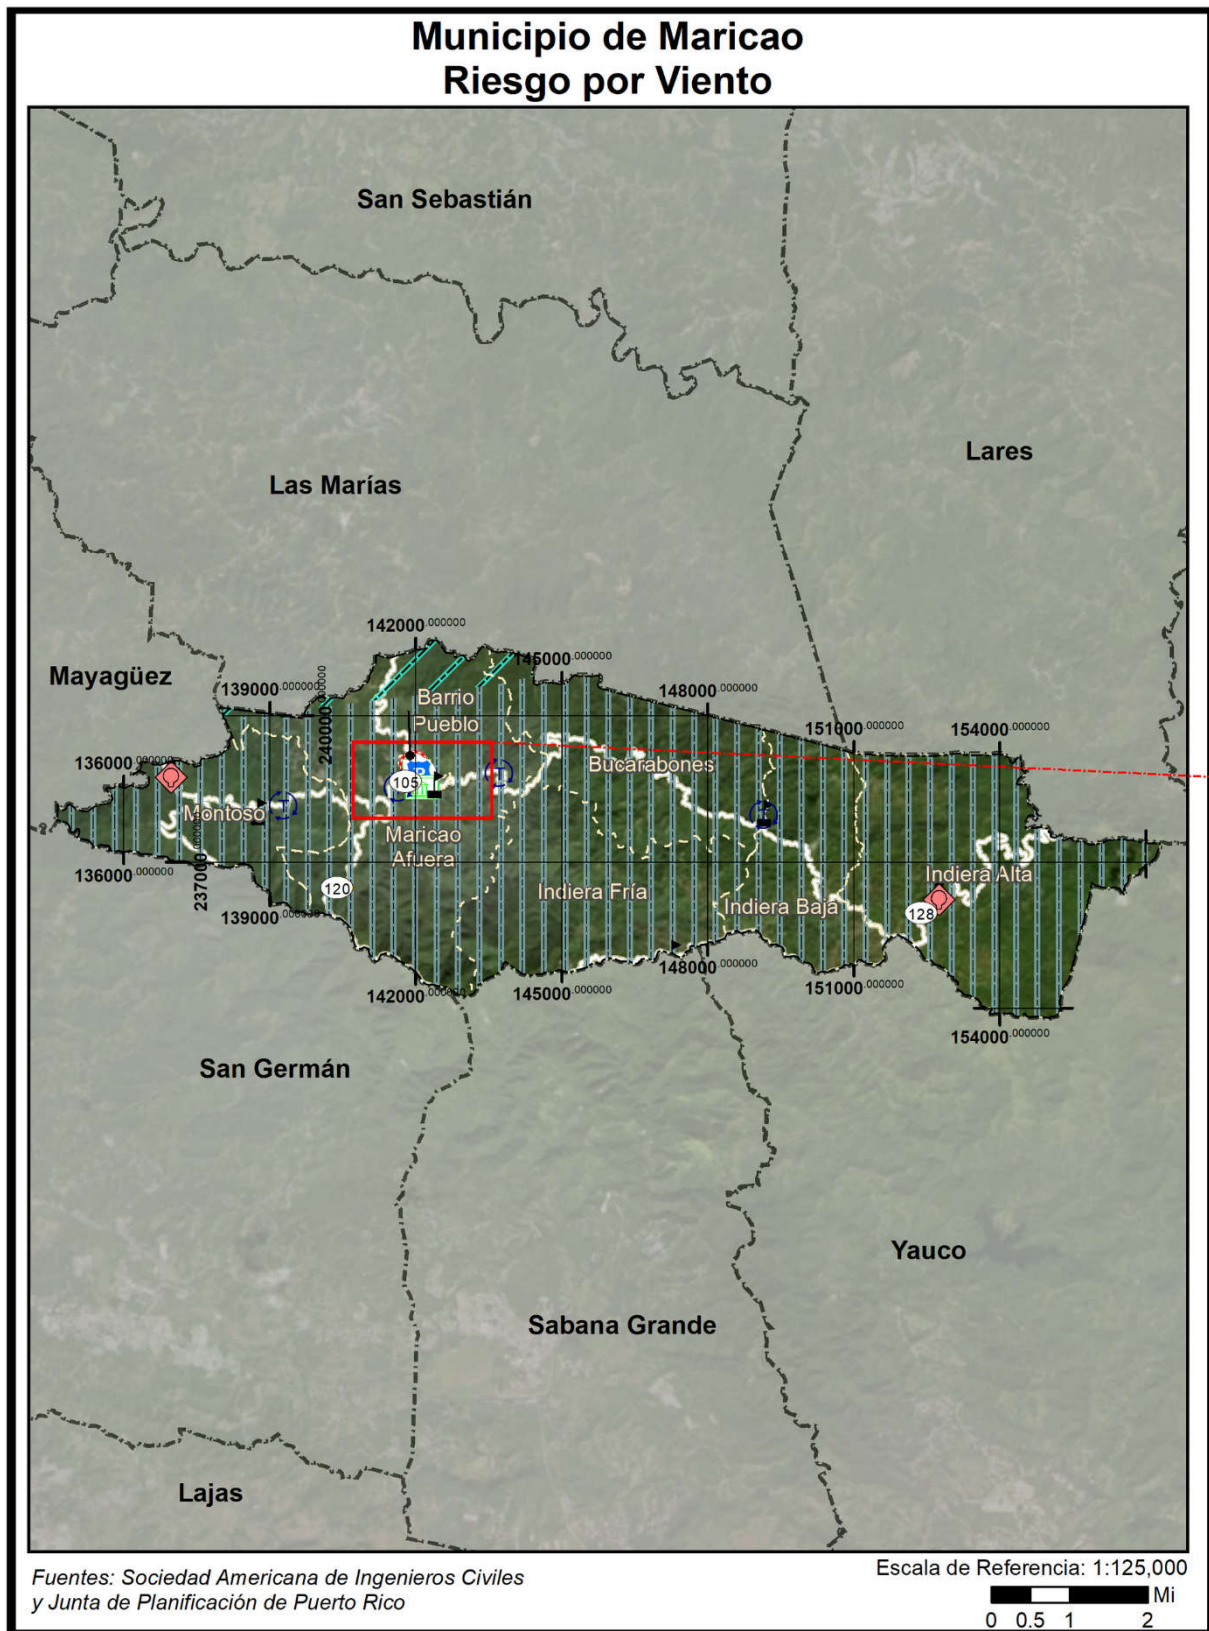 Municipio de Maricao
Riesgo por Viento
San Sebastián
Lares
Las Marías
142000.000000
Mayagüez
145000.000000
139000.000000
240000.000000
148000.000000
Barrio
Pueblo
151000.000000
154000.000000
136000.000000
Bucarabones
105
Montoso
Maricao
Afuera
136000.000000
237000.000000
120
Indiera Fría
Indiera Alta
139000.000000
Indiera Baja
128
148000.000000
142000.000000
145000.000000
151000.000000
154000.000000
San Germán
Yauco
Sabana Grande
Lajas
Fuentes: Sociedad Americana de Ingenieros Civiles
y Junta de Planificación de Puerto Rico
Escala de Referencia: 1:125,000
Mi
0 0.5 1 2